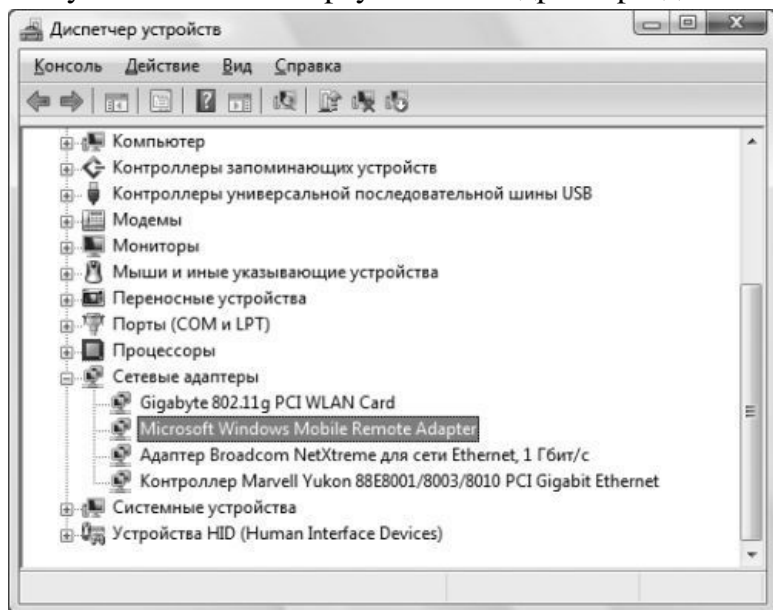 Диспетчер устройств
Консоль Действие Вид Справка
Компьютер
Контроллеры запоминающих устройств
Контроллеры универсальной последовательной шины USB
Модемы
Мониторы
Мыши и иные указывающие устройства
Переносные устройства
Порты (COM и LPT)
Процессоры
Сетевые адаптеры
Gigabyte 802.11g PCI WLAN Card
Microsoft Windows Mobile Remote Adapter
Адаптер Broadcom NetXtreme для сети Ethernet, 1 Гбит/с
Контроллер Marvell Yukon 88E8001/8003/8010 PCI Gigabit Ethernet
Системные устройства
Устройства HID (Human Interface Devices)